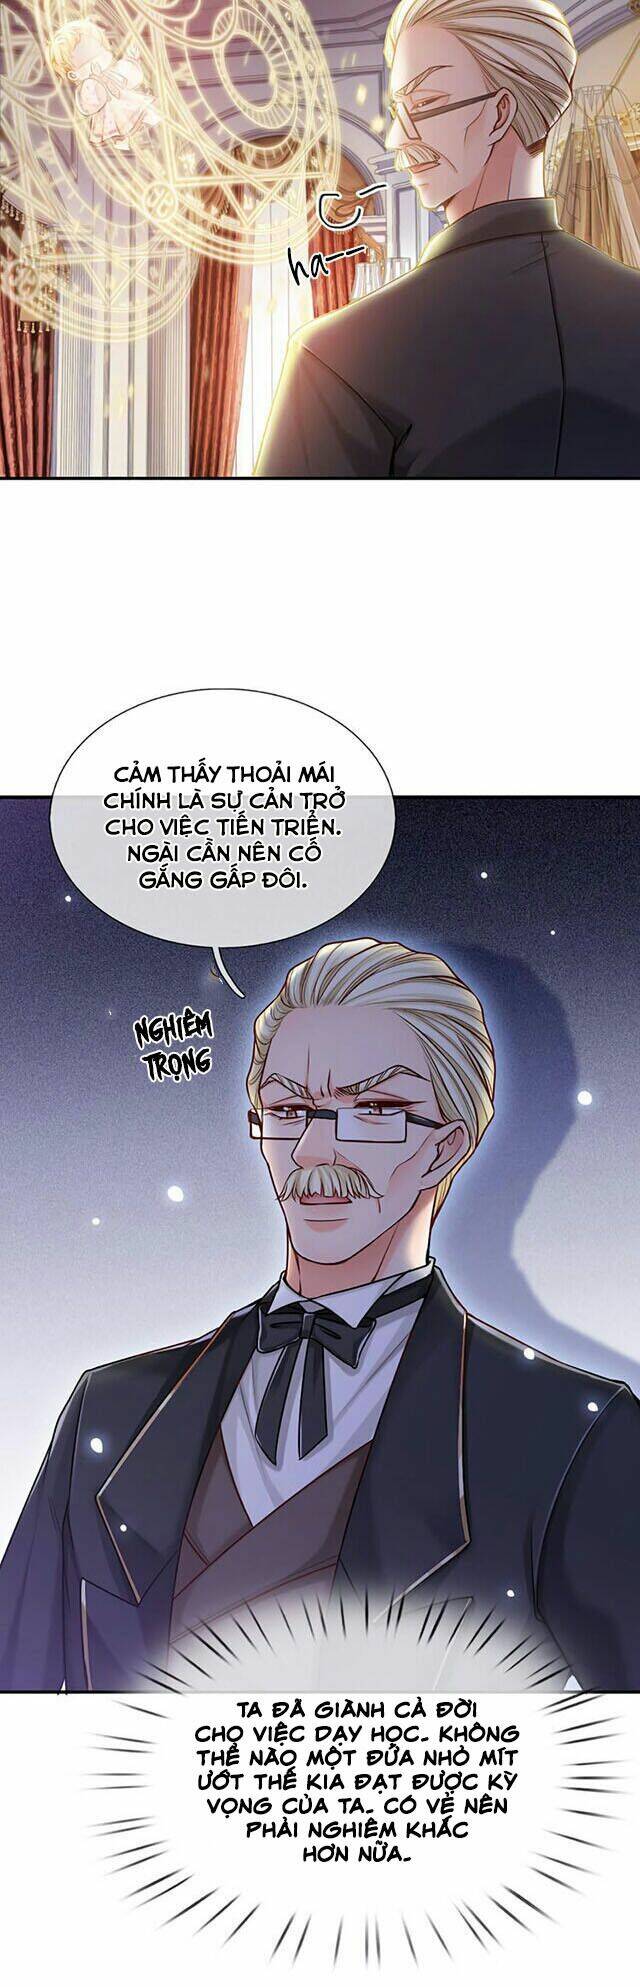 C-
ha--
CẢM THẤY THOẢI MÁI
CHÍNH LÀ SỰ CẢN TRỞ
CHO VIỆC TIẾN TRIỂN.
NGÀI CẦN NÊN CỐ
GẮNG GẤP ĐÔI.
NGHIÊM
TRỌNG
TA ĐÃ GIÀNH CẢ ĐỜI
CHO VIỆC DẠY HỌC. KHÔNG
THỂ NÀO MỘT ĐỨA NHỎ MÍT
ƯỚT THẾ KIA ĐẠT ĐƯỢC KỲ
VỌNG CỦA TA. CÓ VẺ NÊN
PHẢI NGHIÊM KHẮC
HƠN NỮA.